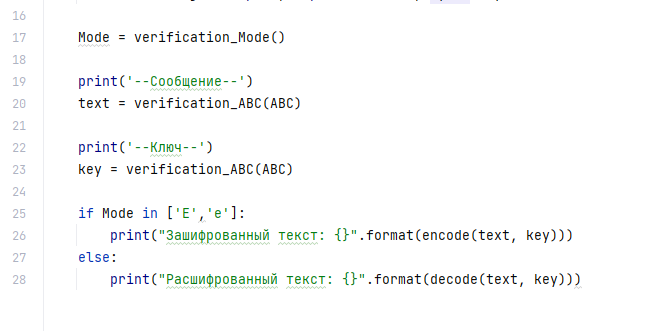 16
17 Mode = verification_Mode()
18
19 print('--Сообщение--')
20 text = verification_ABC(ABC)
21
22 print('--Ключ--')
23 key = verification_ABC(ABC)
24
25 if Mode in ['E','e']:
26 print("Зашифрованный текст: {}".format(encode(text, key)))
27 else:
28 print("Расшифрованный текст: {}".format(decode(text, key)))